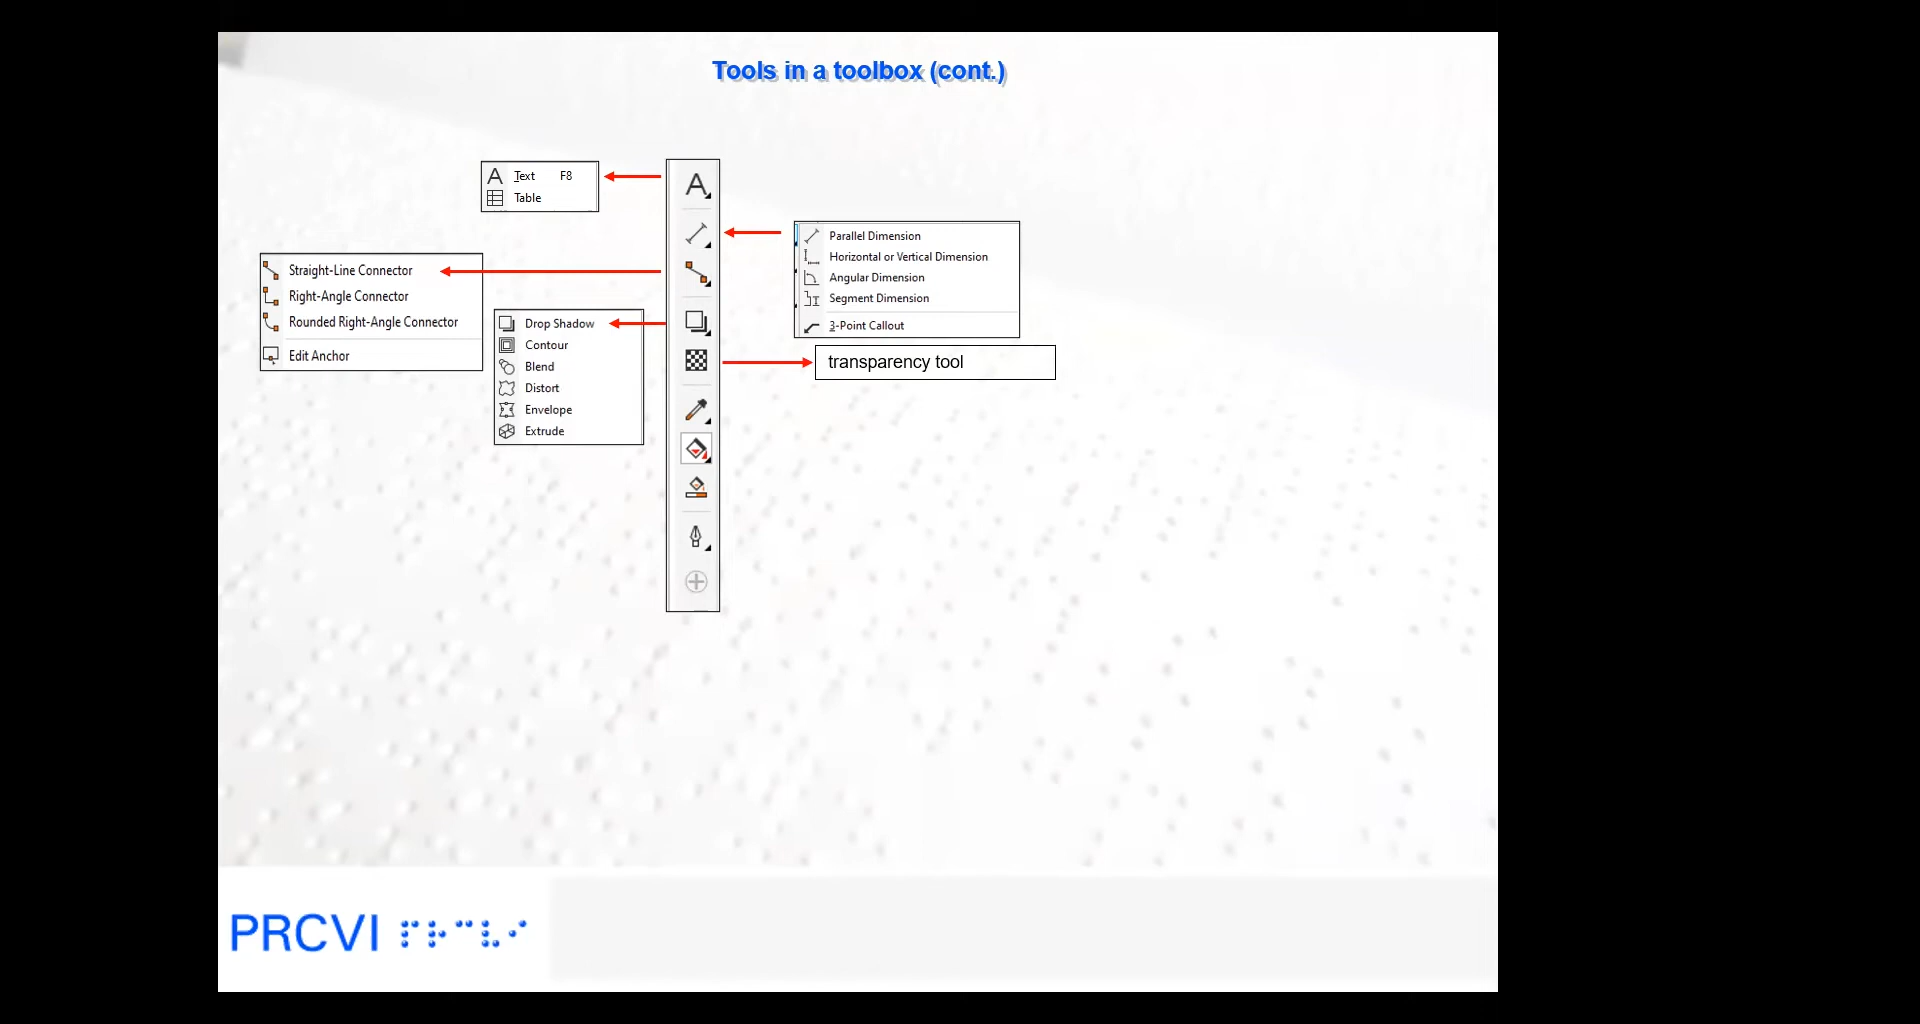 Tools in a toolbox (cont.)
Text F8
Table
Parallel Dimension
Horizontal or Vertical Dimension
Angular Dimension
Segment Dimension
3-Point Callout
Straight-Line Connector
Right-Angle Connector
Rounded Right-Angle Connector
Edit Anchor
Drop Shadow
Contour
Blend
Distort
Envelope
Extrude
transparency tool
PRCVI ⠏⠗⠉⠧⠊